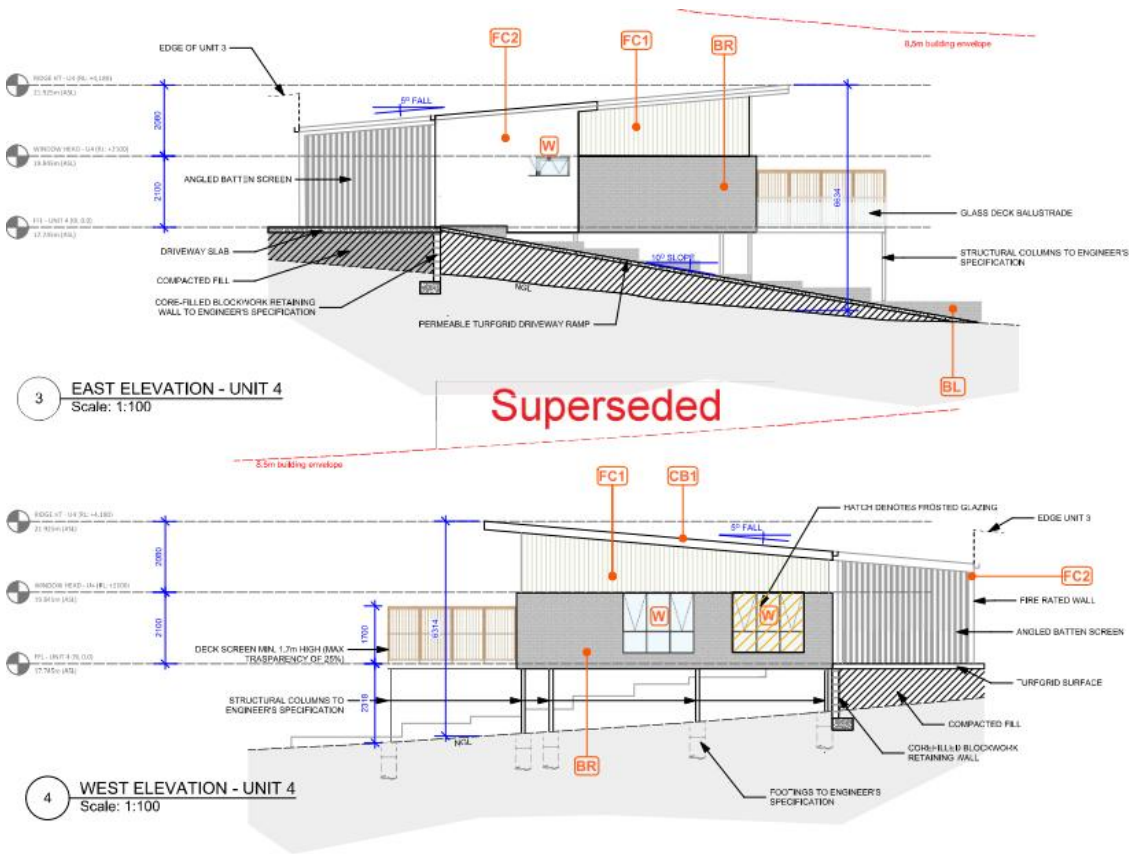 8.5m building envelope
EDGE OF UNIT 3
FC2
FC1
BR
5° FALL
2080
W
ANGLED BATTEN SCREEN
2100
6634
GLASS DECK BALUSTRADE
DRIVEWAY SLAB
10° SLOPE
STRUCTURAL COLUMNS TO ENGINEER'S
SPECIFICATION
COMPACTED FILL
NGL
CORE-FILLED BLOCKWORK RETAINING
WALL TO ENGINEER'S SPECIFICATION
PERMEABLE TURFGRID DRIVEWAY RAMP
BL
3
EAST ELEVATION - UNIT 4
Scale: 1:100
Superseded
8.5m building envelope
FC1
CB1
HATCH DENOTES FROSTED GLAZING
EDGE UNIT 3
5° FALL
2080
FC2
FIRE RATED WALL
2100
1700
6314
W
W
ANGLED BATTEN SCREEN
DECK SCREEN MIN. 1.7m HIGH (MAX
TRASPARENCY OF 25%)
TURFGRID SURFACE
STRUCTURAL COLUMNS TO
ENGINEER'S SPECIFICATION
2318
COMPACTED FILL
NGL
BR
CORE-FILLED BLOCKWORK
RETAINING WALL
4
WEST ELEVATION - UNIT 4
Scale: 1:100
FOOTINGS TO ENGINEER'S
SPECIFICATION